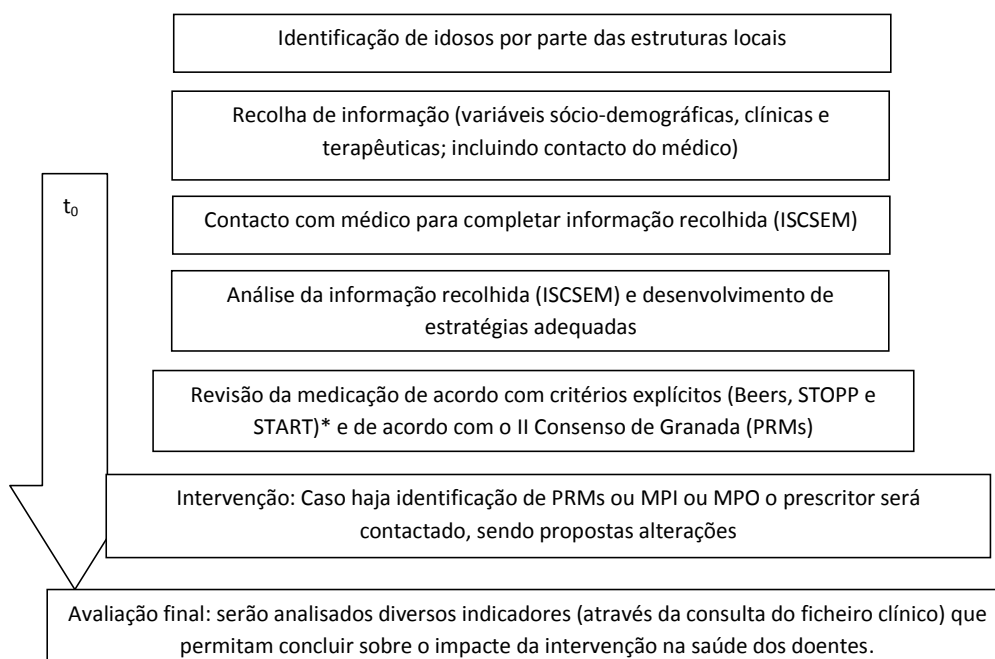 Identificação de idosos por parte das estruturas locais
Recolha de informação (variáveis sócio-demográficas, clínicas e
terapêuticas; incluindo contacto do médico)
t₀
Contacto com médico para completar informação recolhida (ISCSEM)
Análise da informação recolhida (ISCSEM) e desenvolvimento de
estratégias adequadas
Revisão da medicação de acordo com critérios explícitos (Beers, STOPP e
START)* e de acordo com o II Consenso de Granada (PRMs)
Intervenção: Caso haja identificação de PRMs ou MPI ou MPO o prescritor será
contactado, sendo propostas alterações
Avaliação final: serão analisados diversos indicadores (através da consulta do ficheiro clínico) que
permitam concluir sobre o impacte da intervenção na saúde dos doentes.